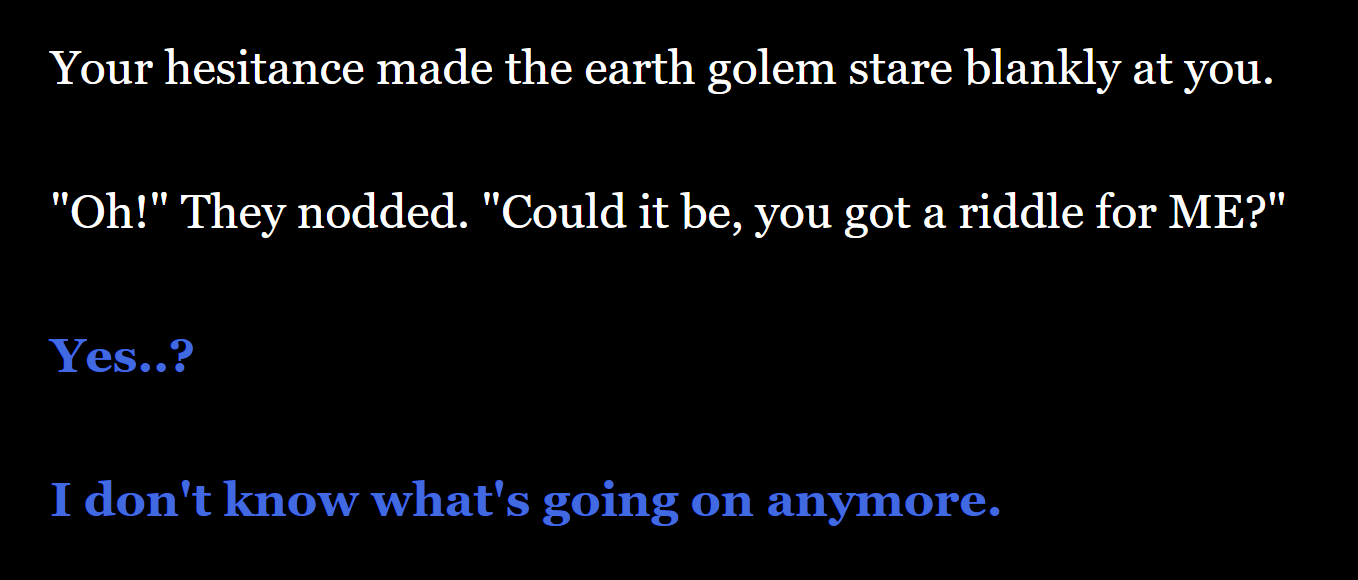 Your hesitance made the earth golem stare blankly at you.
"Oh!" They nodded. "Could it be, you got a riddle for ME?"
Yes..?
I don't know what's going on anymore.